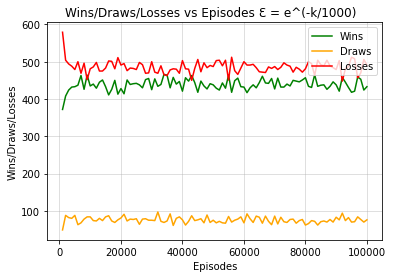 Wins/Draws/Losses vs Episodes Ɛ = e^(-k/1000)
Wins
Draws
Losses
Wins/Draws/Losses
600
500
400
300
200
100
0
20000
40000
60000
80000
100000
Episodes